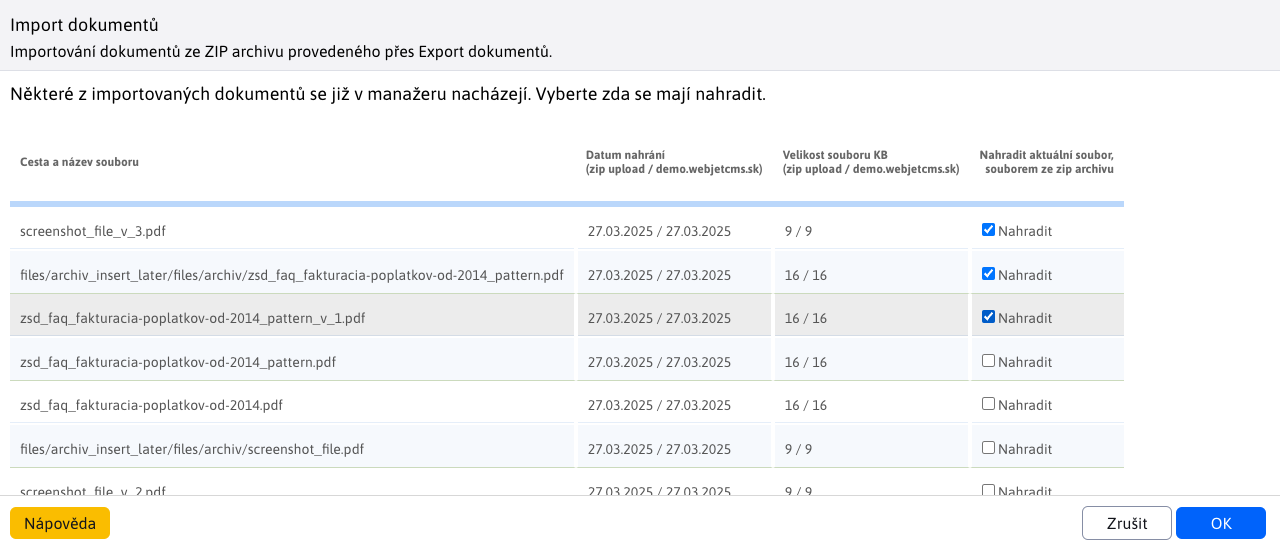 Import dokumentů
Importování dokumentů ze ZIP archivu provedeného přes Export dokumentů.
Některé z importovaných dokumentů se již v manažeru nacházejí. Vyberte zda se mají nahradit.
Cesta a název souboru
Datum nahrání
(zip upload / demo.webjetcms.sk)
Velikost souboru KB
(zip upload / demo.webjetcms.sk)
Nahradit aktuální soubor,
souborem ze zip archivu
screenshot_file_v_3.pdf 27.03.2025 / 27.03.2025 9 / 9 Nahradit
files/archiv_insert_later/files/archiv/zsd_faq_fakturacia-poplatkov-od-2014_pattern.pdf 27.03.2025 / 27.03.2025 16 / 16 Nahradit
zsd_faq_fakturacia-poplatkov-od-2014_pattern_v_1.pdf 27.03.2025 / 27.03.2025 16 / 16 Nahradit
zsd_faq_fakturacia-poplatkov-od-2014_pattern.pdf 27.03.2025 / 27.03.2025 16 / 16 Nahradit
zsd_faq_fakturacia-poplatkov-od-2014.pdf 27.03.2025 / 27.03.2025 16 / 16 Nahradit
files/archiv_insert_later/files/archiv/screenshot_file.pdf 27.03.2025 / 27.03.2025 9 / 9 Nahradit
screenshot_file_v_2.pdf 27.03.2025 / 27.03.2025 9 / 9 Nahradit
Nápověda Zrušit OK